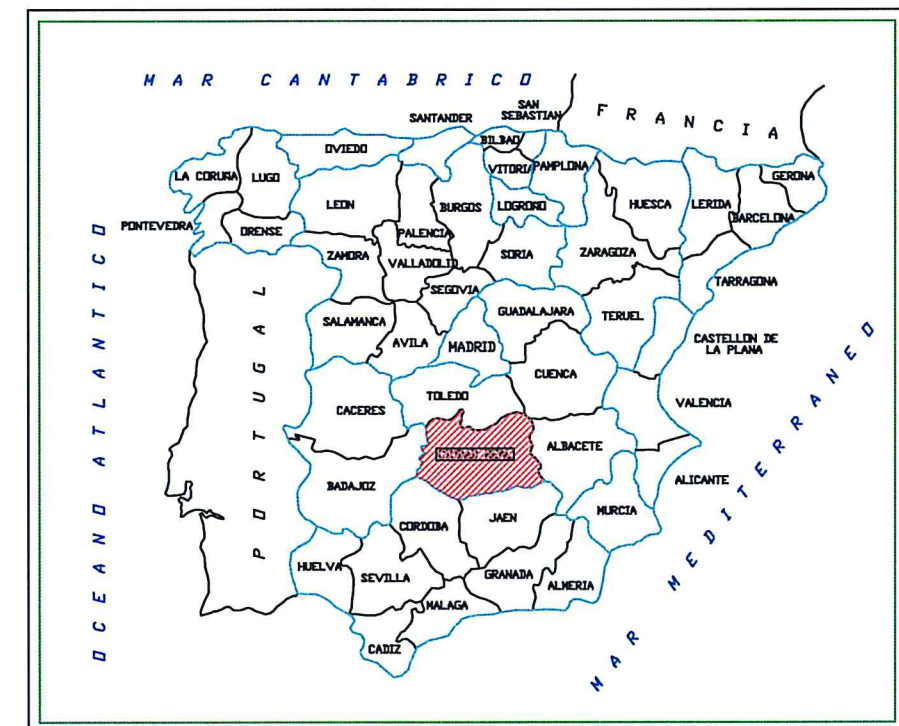 MAR CANTABRICO
SAN
SEBASTIAN
SANTANDER
FRANCIA
BILBAO
OVIEDO
VITORIA
PAMPLONA
LA CORUÑA
LUGO
GERONA
LEON
BURGOS
LOGROÑO
HUESCA
LERIDA
BARCELONA
PONTEVEDRA
ORENSE
PALENCIA
ZAMORA
VALLADOLID
SORIA
ZARAGOZA
TARRAGONA
SEGOVIA
GUADALAJARA
TERUEL
SALAMANCA
AVILA
MADRID
CASTELLON DE
LA PLANA
CUENCA
TOLEDO
CACERES
VALENCIA
ALBACETE
BADAJOZ
ALICANTE
MURCIA
CORDOBA
JAEN
HUELVA
SEVILLA
GRANADA
ALMERIA
MALAGA
CADIZ
PORTUGAL
OCEANO ATLANTICO
MAR MEDITERRANEO